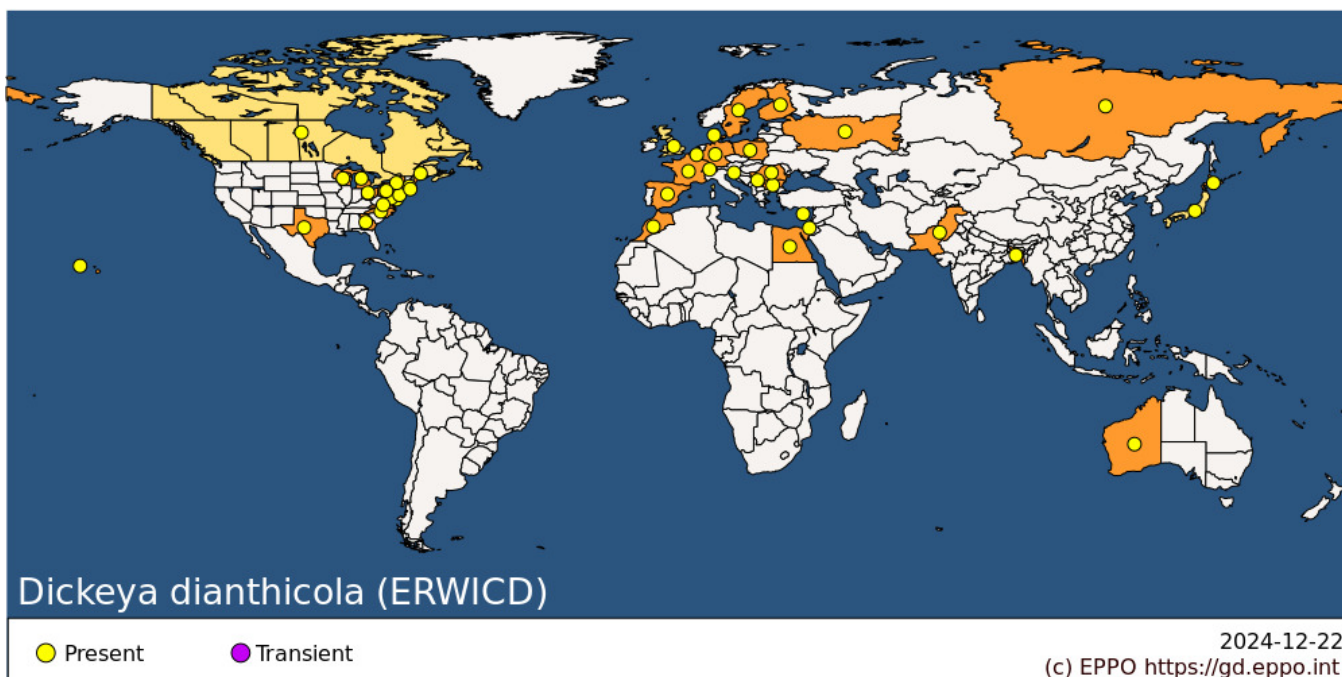 Dickeya dianthicola (ERWICD)
Present
Transient
2024-12-22
(c) EPPO https://gd.eppo.int